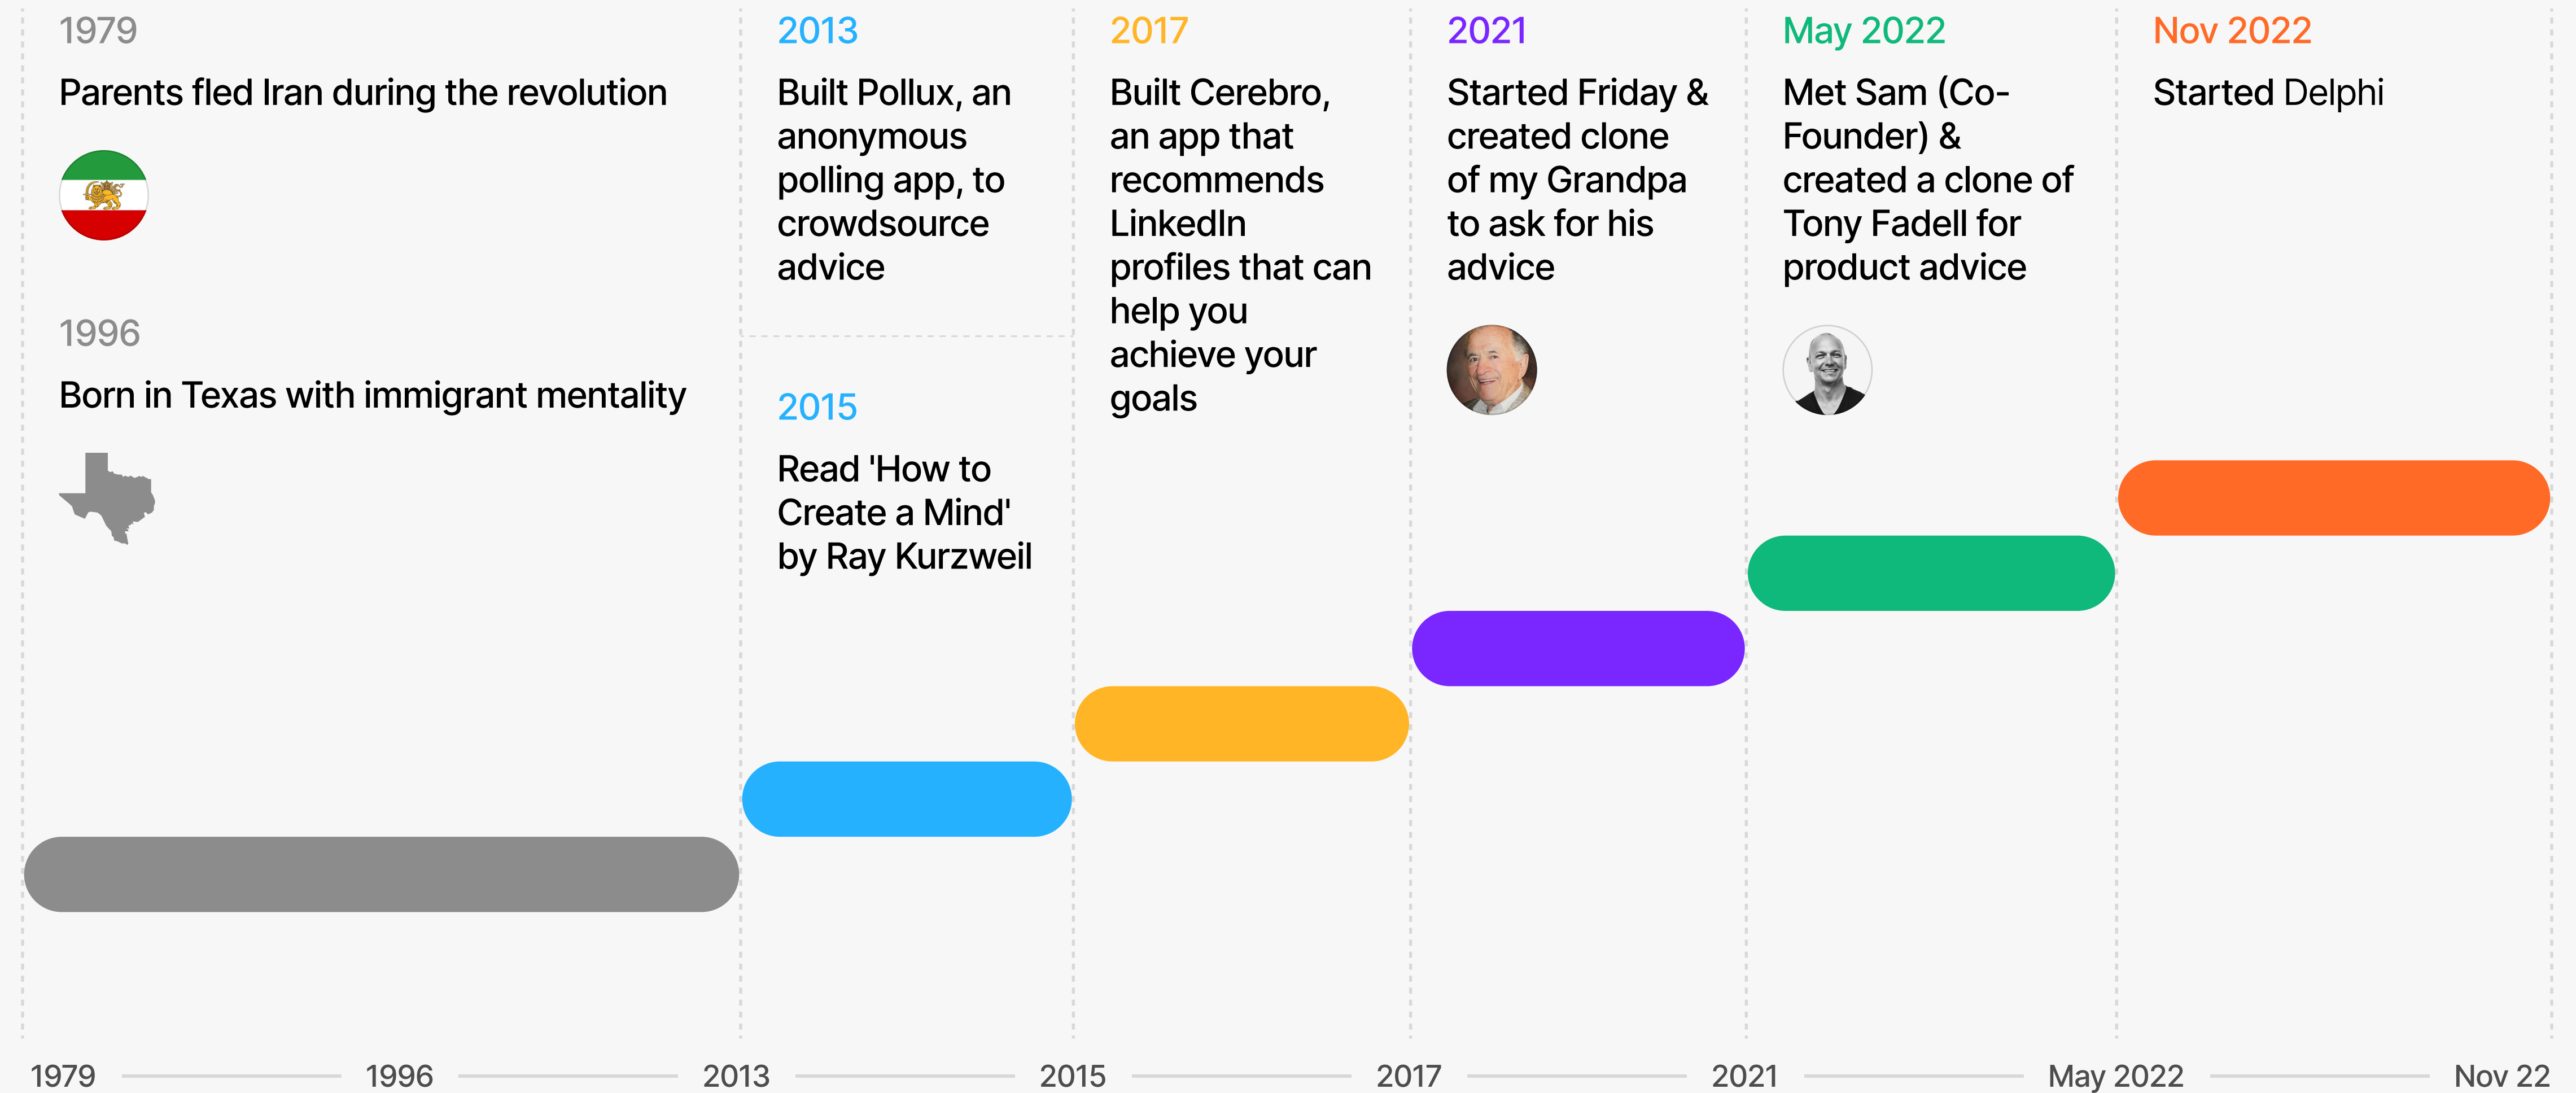 1979
Parents fled Iran during the revolution
1996
Born in Texas with immigrant mentality
2013
Built Pollux, an
anonymous
polling app, to
crowdsource
advice
2015
Read 'How to
Create a Mind'
by Ray Kurzweil
2017
Built Cerebro,
an app that
recommends
LinkedIn
profiles that can
help you
achieve your
goals
2021
Started Friday &
created clone
of my Grandpa
to ask for his
advice
May 2022
Met Sam (Co-
Founder) &
created a clone of
Tony Fadell for
product advice
Nov 2022
Started Delphi
1979 1996 2013 2015 2017 2021 May 2022 Nov 22